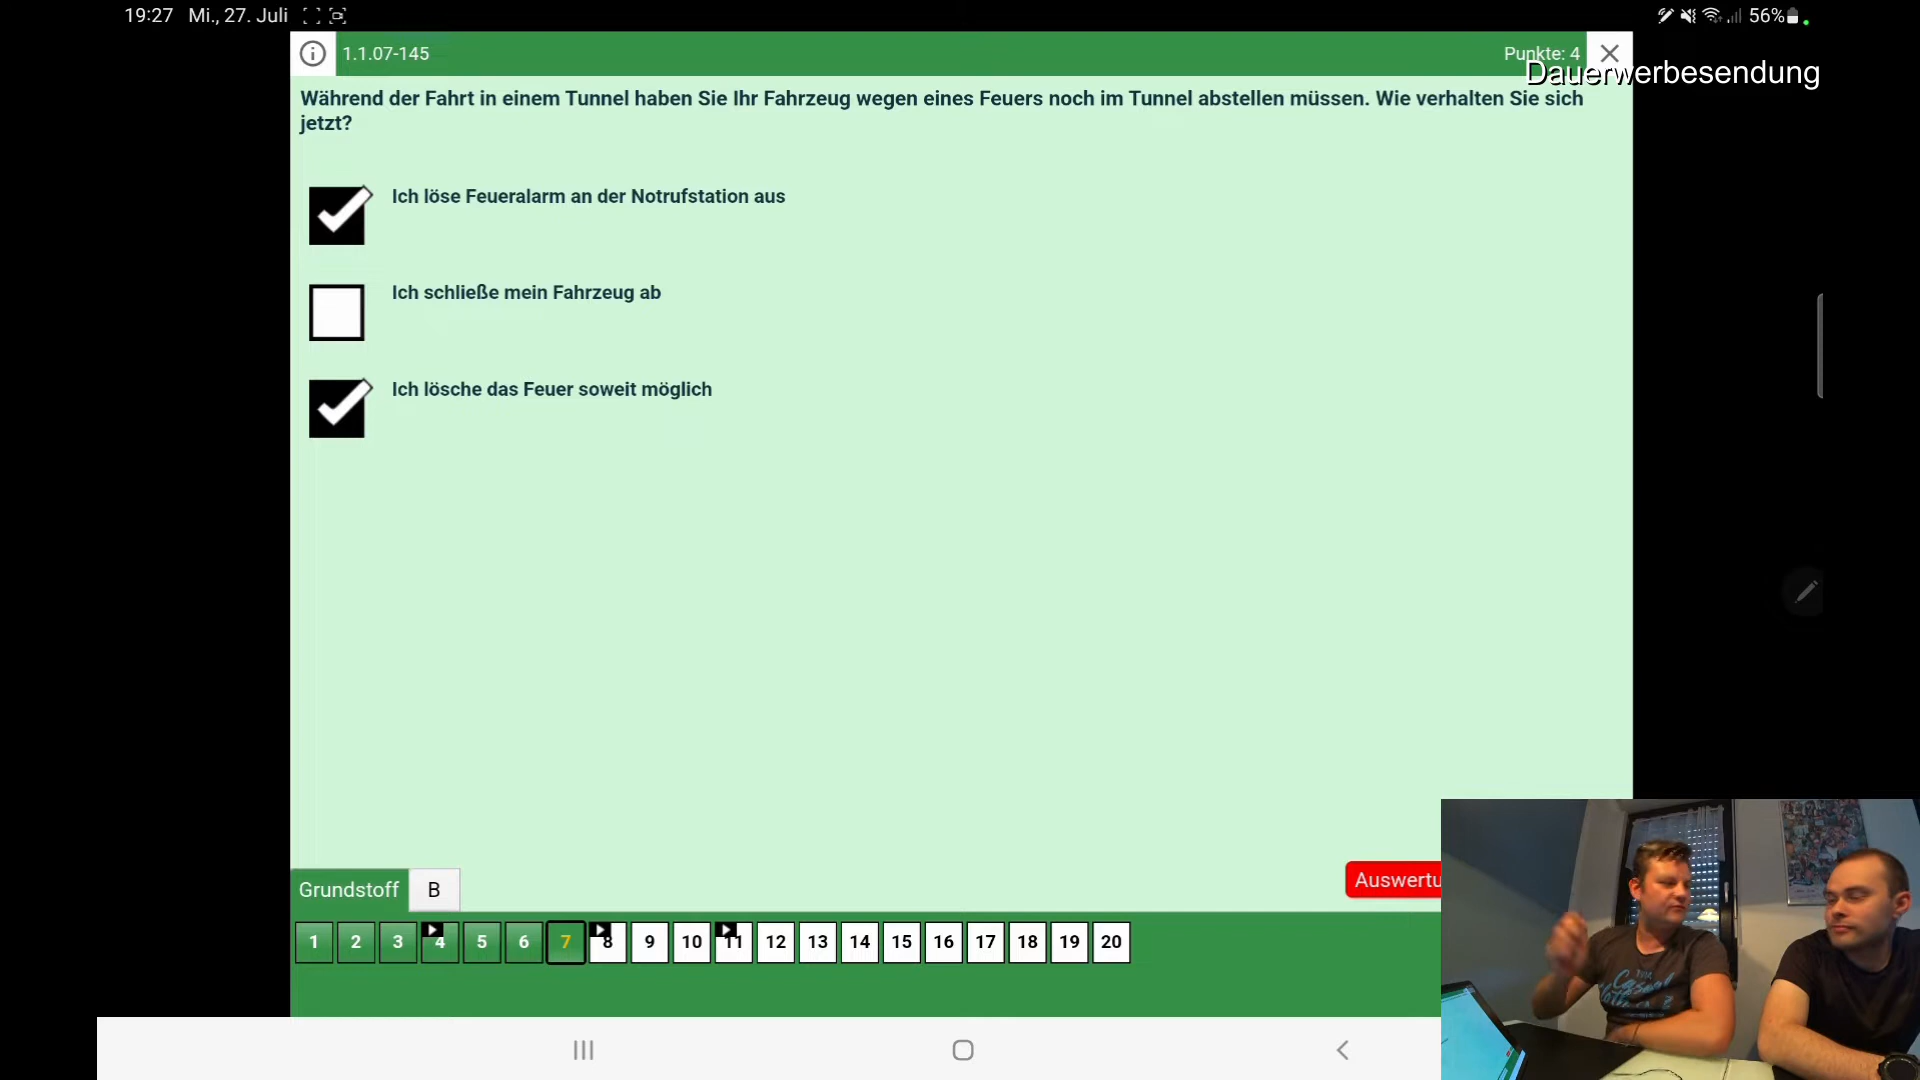 19:27 Mi., 27. Juli
56%
1.1.07-145
Punkte: 4
Dauerwerbesendung
Während der Fahrt in einem Tunnel haben Sie Ihr Fahrzeug wegen eines Feuers noch im Tunnel abstellen müssen. Wie verhalten Sie sich
jetzt?
Ich löse Feueralarm an der Notrufstation aus
Ich schließe mein Fahrzeug ab
Ich lösche das Feuer soweit möglich
Auswertu
Grundstoff B
1 2 3 4 5 6 7 8 9 10 11 12 13 14 15 16 17 18 19 20